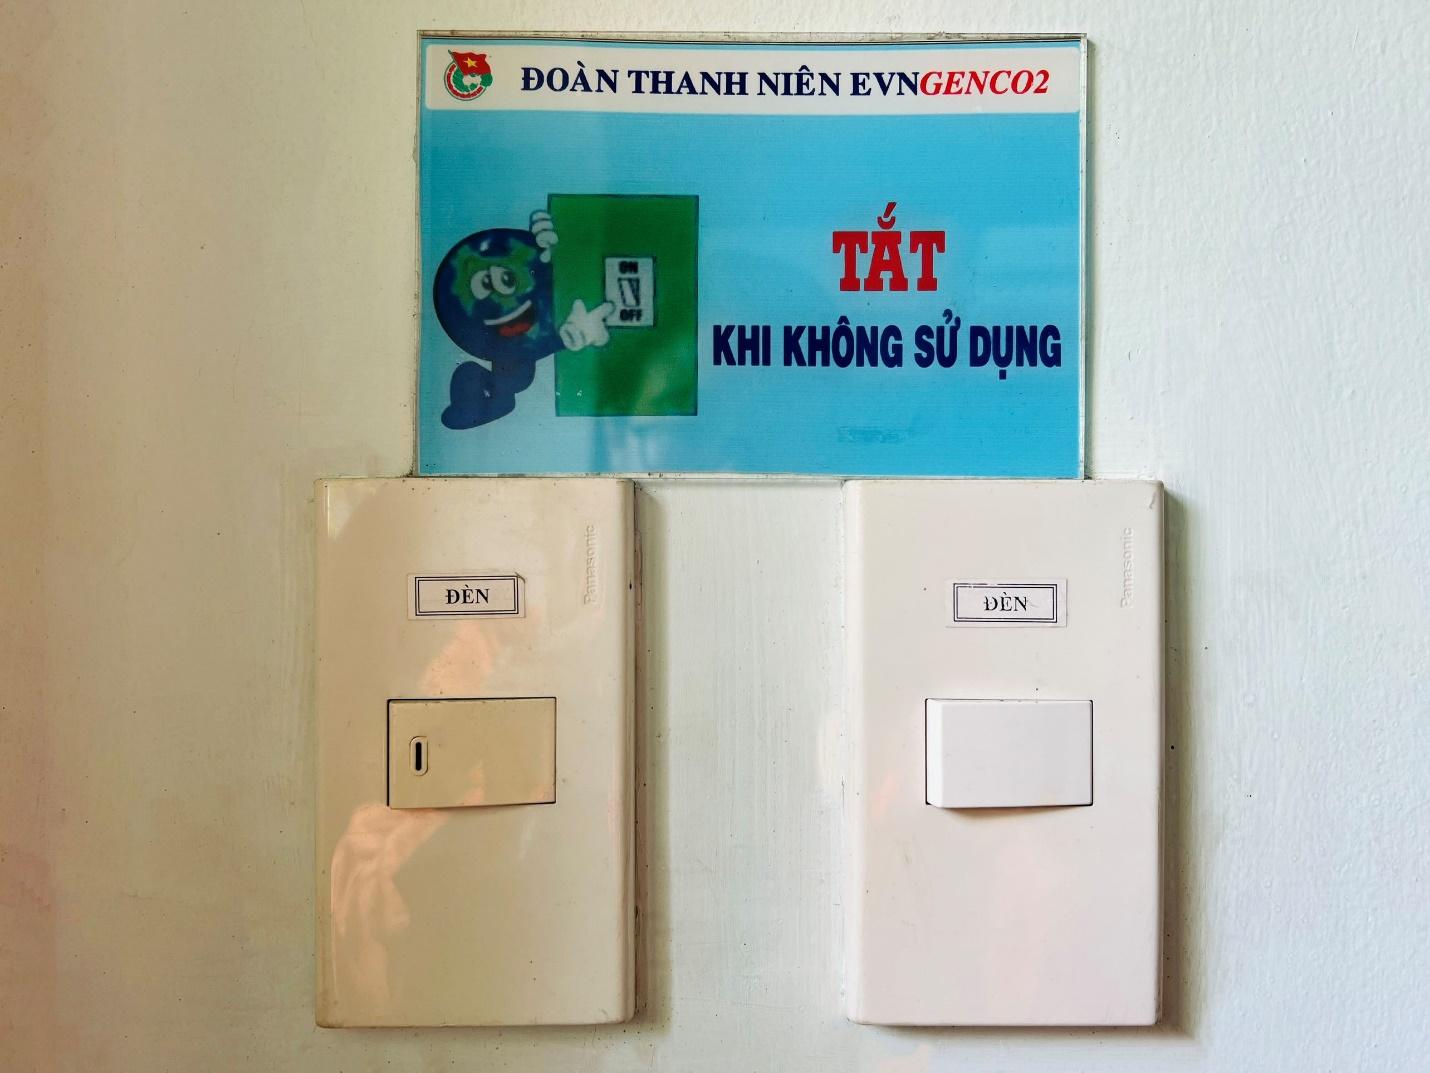 ĐOÀN THANH NIÊN EVNGENCO2
TẮT
KHI KHÔNG SỬ DỤNG
ON
OFF
Panasonic
ĐÈN
Panasonic
ĐÈN